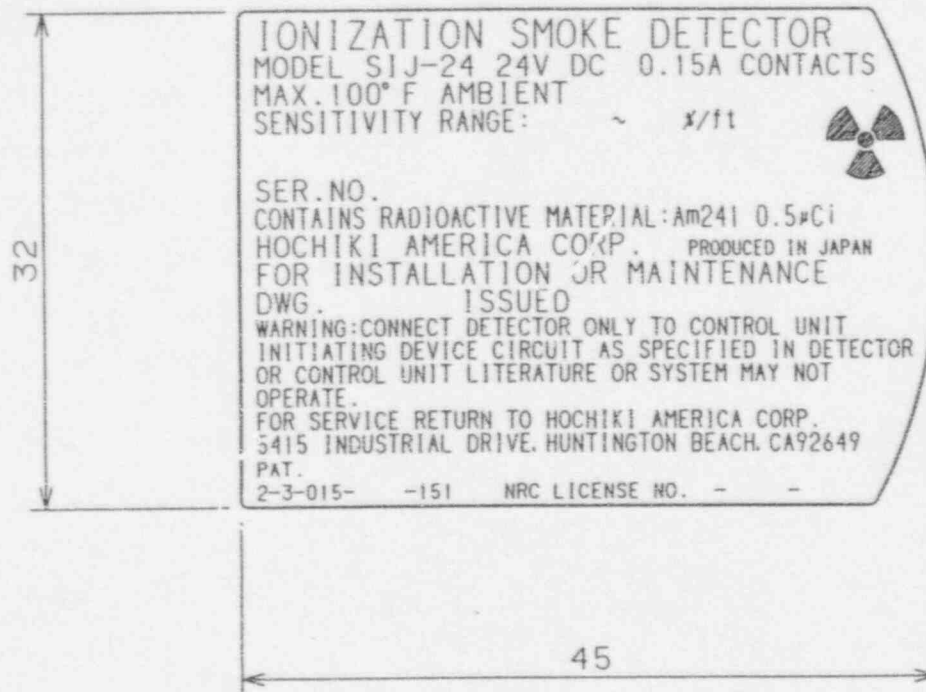 IONIZATION SMOKE DETECTOR
MODEL SIJ-24 24V DC 0.15A CONTACTS
MAX.100°F AMBIENT
SENSITIVITY RANGE: ~ %/ft
SER.NO.
CONTAINS RADIOACTIVE MATERIAL:Am241 0.5μCi
HOCHIKI AMERICA CORP. PRODUCED IN JAPAN
FOR INSTALLATION OR MAINTENANCE
DWG. ISSUED
WARNING:CONNECT DETECTOR ONLY TO CONTROL UNIT
INITIATING DEVICE CIRCUIT AS SPECIFIED IN DETECTOR
OR CONTROL UNIT LITERATURE OR SYSTEM MAY NOT
OPERATE.
FOR SERVICE RETURN TO HOCHIKI AMERICA CORP.
5415 INDUSTRIAL DRIVE. HUNTINGTON BEACH. CA92649
PAT.
2-3-015- -151 NRC LICENSE NO. - -
32
45